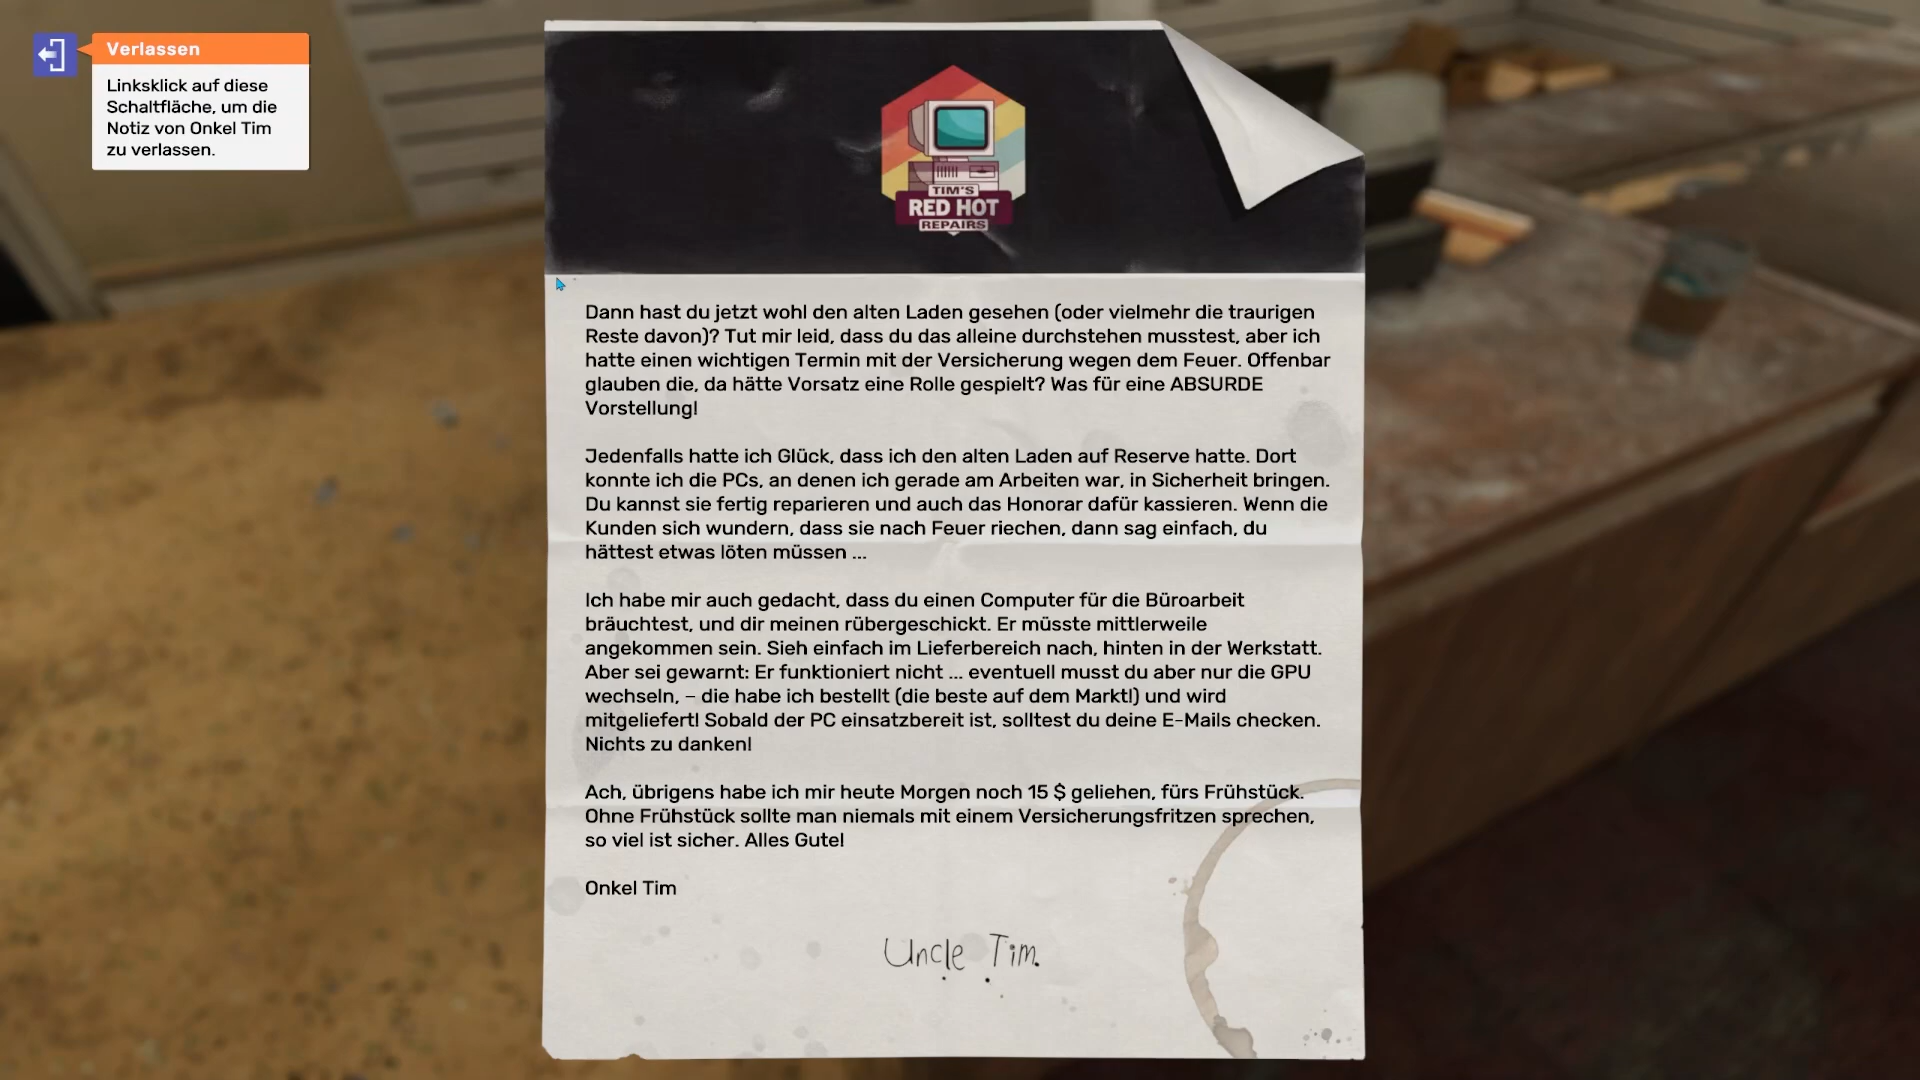 Verlassen
Linksklick auf diese
Schaltfläche, um die
Notiz von Onkel Tim
zu verlassen.
TIM'S
RED HOT
REPAIRS
Dann hast du jetzt wohl den alten Laden gesehen (oder vielmehr die traurigen
Reste davon)? Tut mir leid, dass du das alleine durchstehen musstest, aber ich
hatte einen wichtigen Termin mit der Versicherung wegen dem Feuer. Offenbar
glauben die, da hätte Vorsatz eine Rolle gespielt? Was für eine ABSURDE
Vorstellung!
Jedenfalls hatte ich Glück, dass ich den alten Laden auf Reserve hatte. Dort
konnte ich die PCs, an denen ich gerade am Arbeiten war, in Sicherheit bringen.
Du kannst sie fertig reparieren und auch das Honorar dafür kassieren. Wenn die
Kunden sich wundern, dass sie nach Feuer riechen, dann sag einfach, du
hättest etwas löten müssen ...
Ich habe mir auch gedacht, dass du einen Computer für die Büroarbeit
bräuchtest, und dir meinen rübergeschickt. Er müsste mittlerweile
angekommen sein. Sieh einfach im Lieferbereich nach, hinten in der Werkstatt.
Aber sei gewarnt: Er funktioniert nicht ... eventuell musst du aber nur die GPU
wechseln, – die habe ich bestellt (die beste auf dem Markt!) und wird
mitgeliefert! Sobald der PC einsatzbereit ist, solltest du deine E-Mails checken.
Nichts zu danken!
Ach, übrigens habe ich mir heute Morgen noch 15 $ geliehen, fürs Frühstück.
Ohne Frühstück sollte man niemals mit einem Versicherungsfritzen sprechen,
so viel ist sicher. Alles Gute!
Onkel Tim
Uncle Tim.